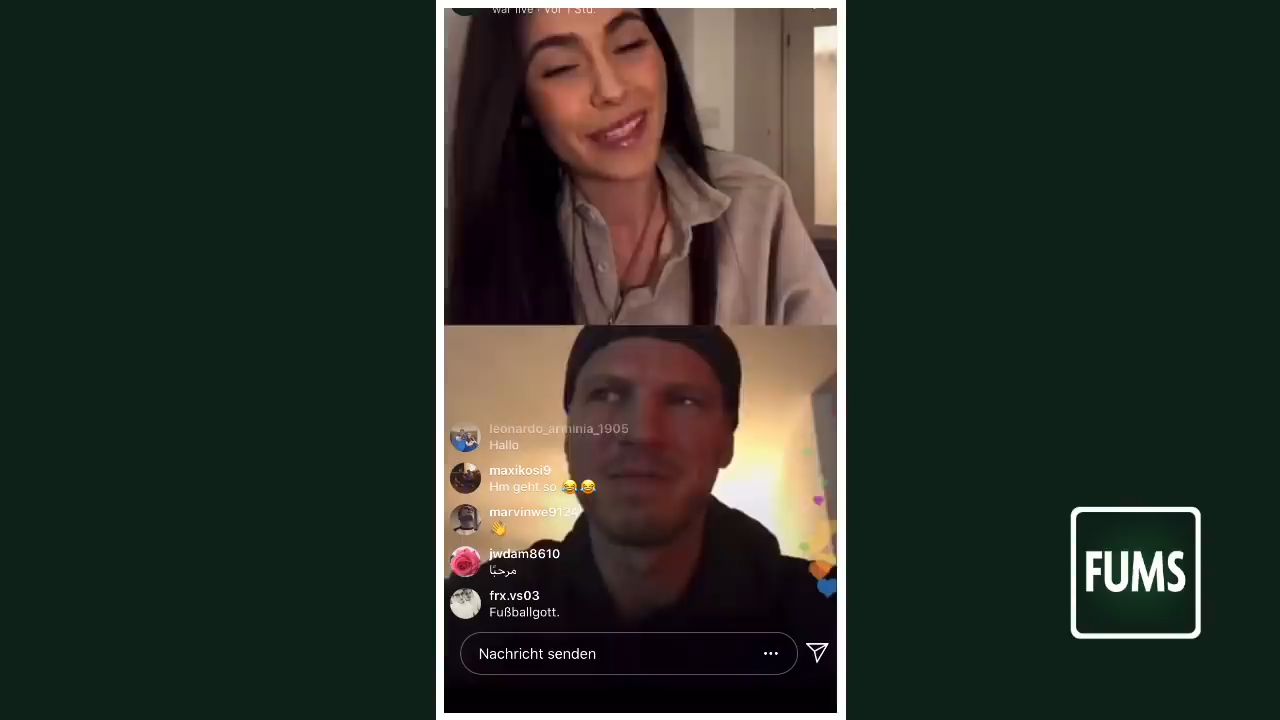 war live · Vor 1 Std.
leonardo_arminia_1905
Hallo
maxikosi9
Hm geht so 😂😂
marvinwe9124
👋
jwdam8610
مرحبًا
frx.vs03
Fußballgott.
Nachricht senden
FUMS